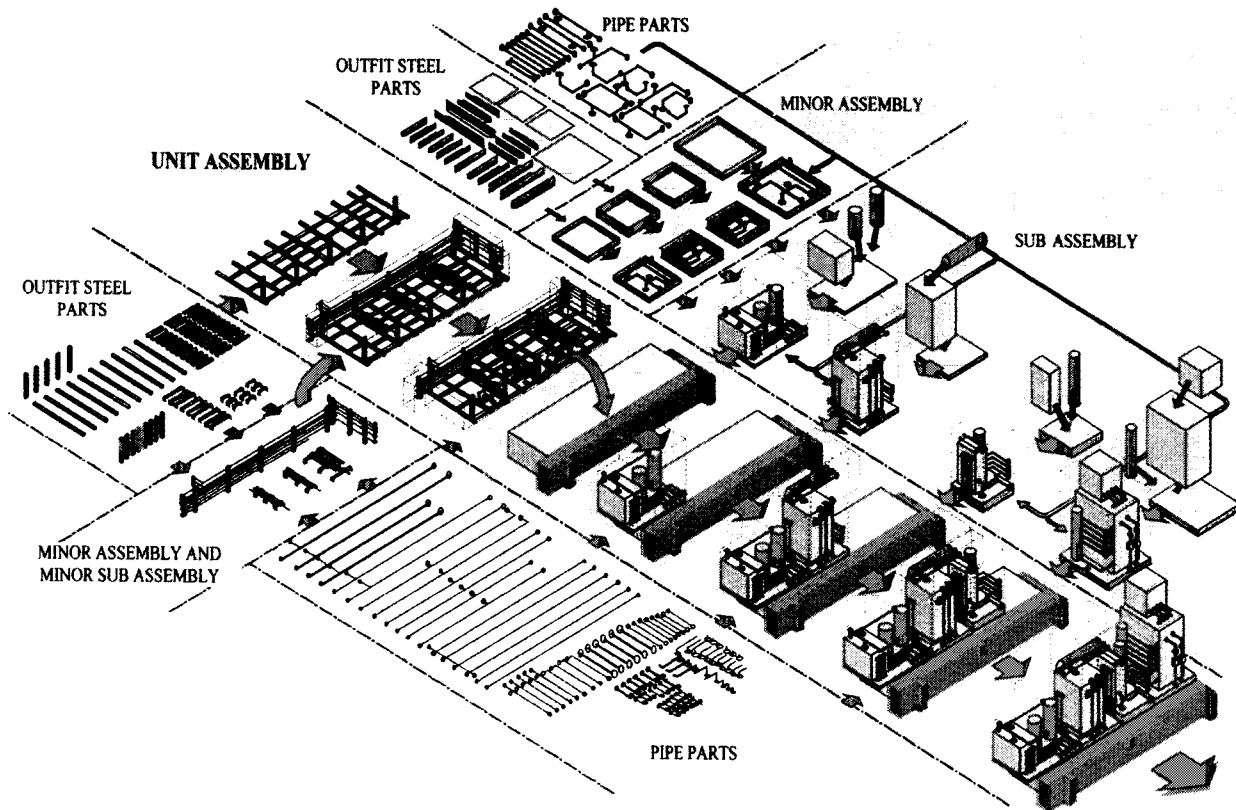 PIPE PARTS
OUTFIT STEEL
PARTS
MINOR ASSEMBLY
UNIT ASSEMBLY
SUB ASSEMBLY
OUTFIT STEEL
PARTS
MINOR ASSEMBLY AND
MINOR SUB ASSEMBLY
PIPE PARTS